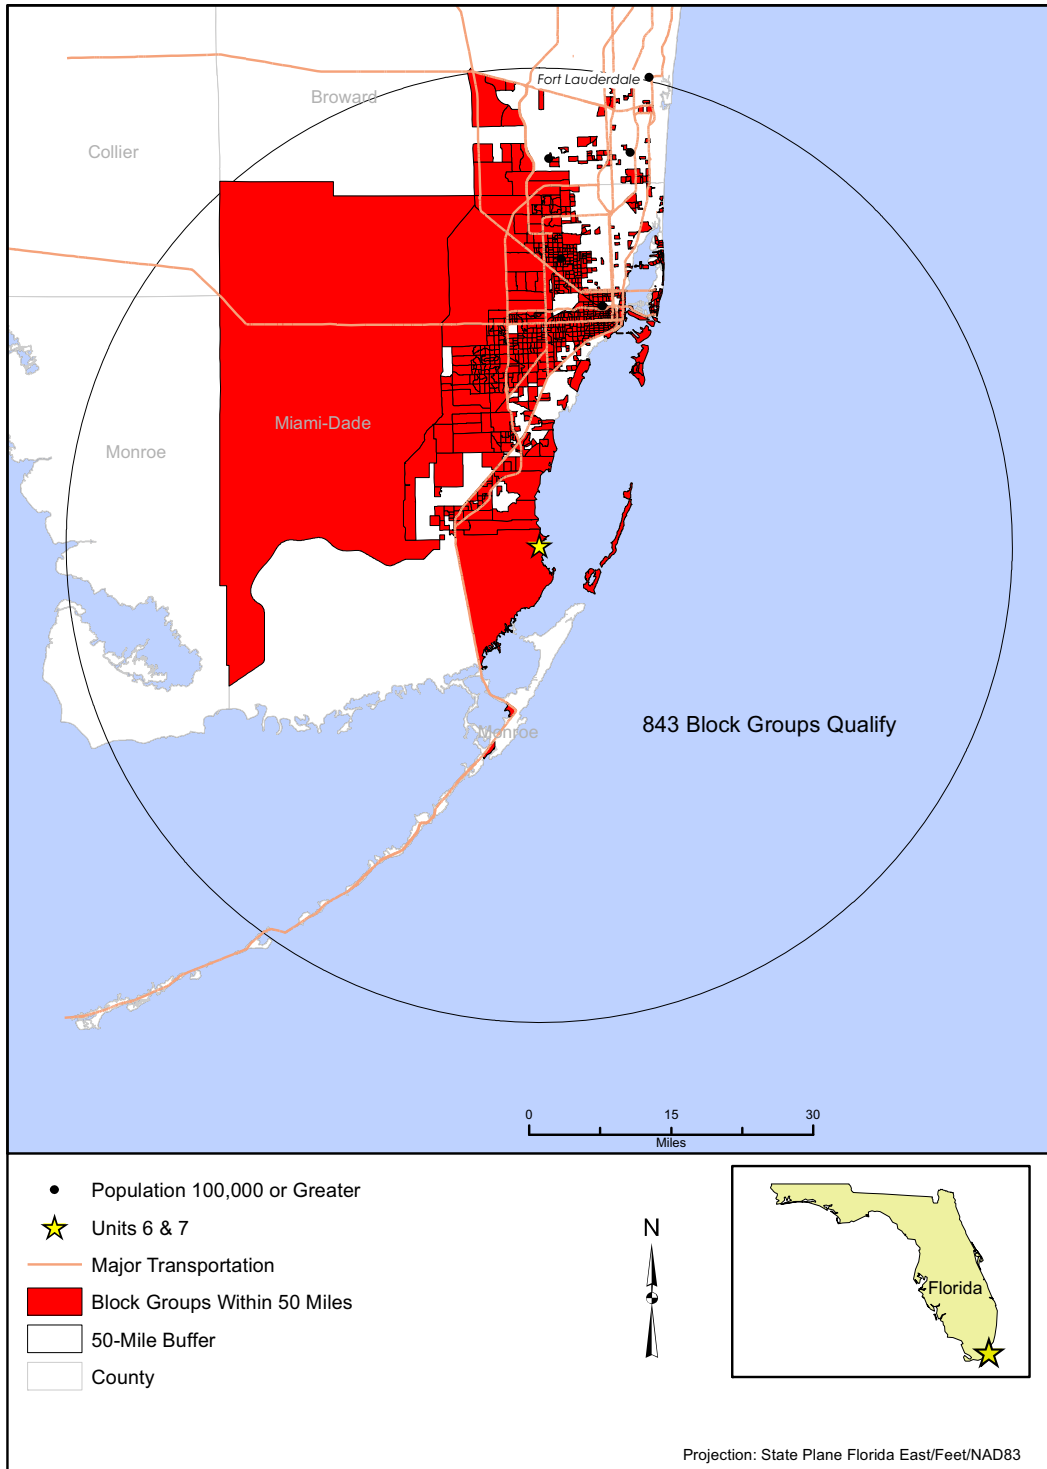 Fort Lauderdale
Broward
Collier
Miami-Dade
Monroe
843 Block Groups Qualify
Monroe
0 15 30
Miles
Population 100,000 or Greater
Units 6 & 7
Major Transportation
Block Groups Within 50 Miles
50-Mile Buffer
County
N
Florida
Projection: State Plane Florida East/Feet/NAD83